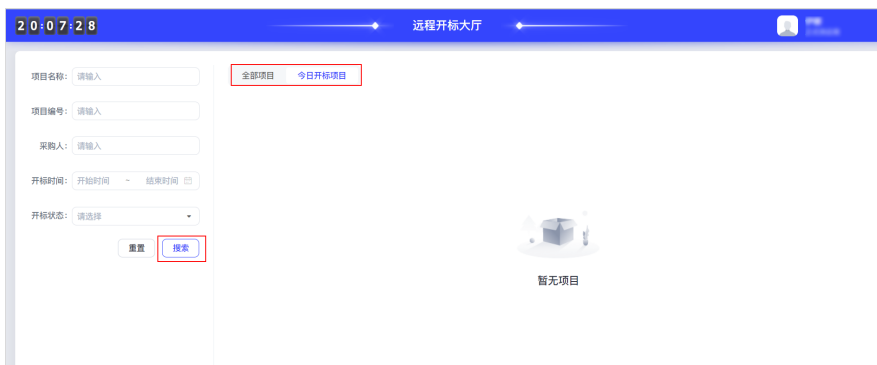 20:07:28
远程开标大厅
项目名称: 请输入
全部项目 今日开标项目
项目编号: 请输入
采购人: 请输入
开标时间: 开始时间 ~ 结束时间
开标状态: 请选择
重置 搜索
暂无项目